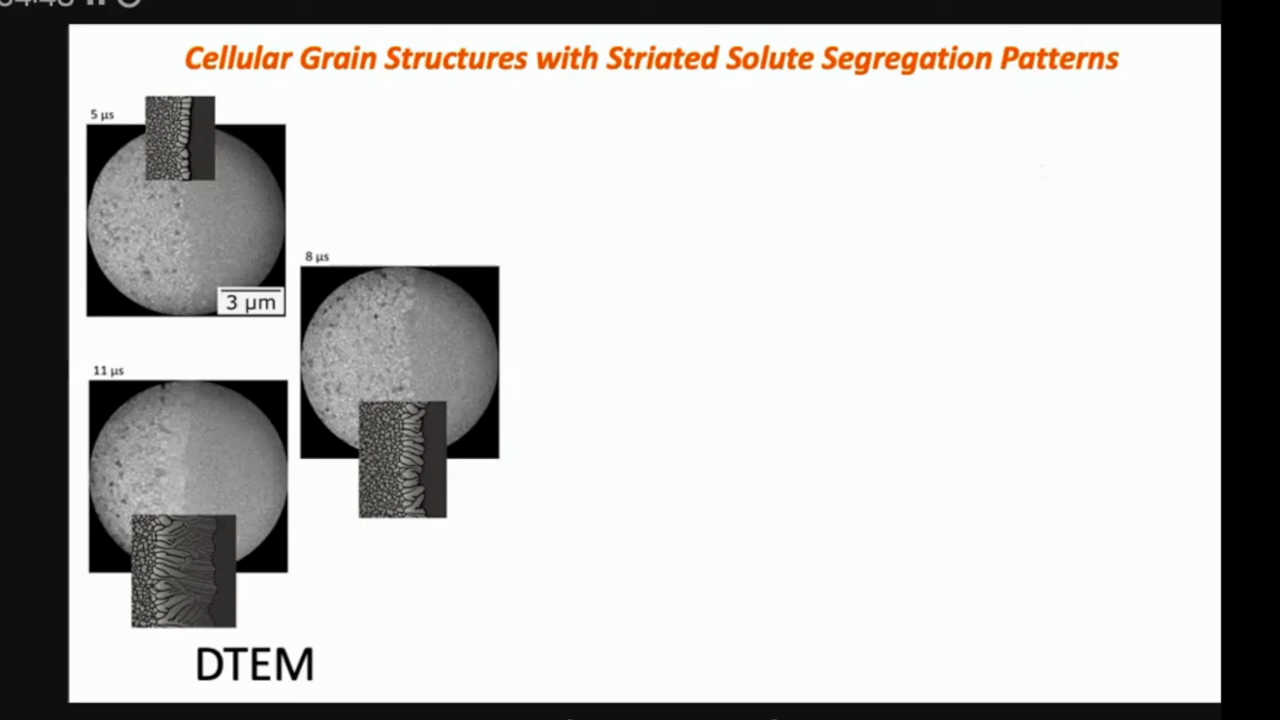 Cellular Grain Structures with Striated Solute Segregation Patterns
5 µs
3 µm
8 µs
11 µs
DTEM